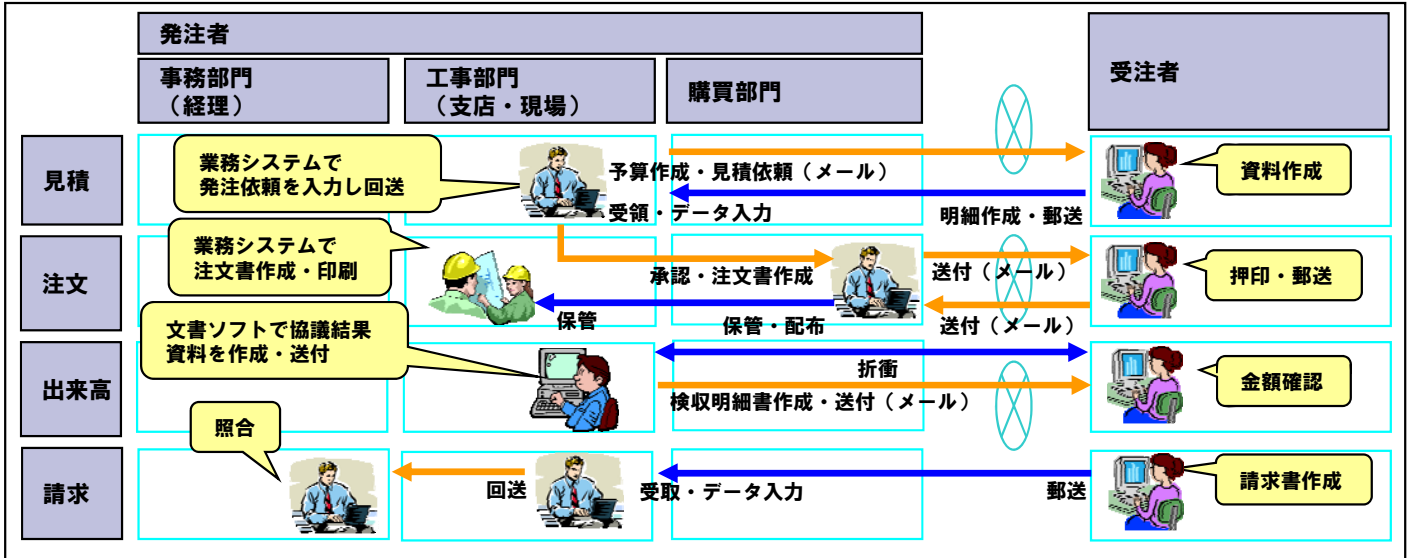 発注者
受注者
事務部門
（経理）
工事部門
（支店・現場）
購買部門
見積
業務システムで
発注依頼を入力し回送
予算作成・見積依頼（メール）
受領・データ入力
明細作成・郵送
資料作成
注文
業務システムで
注文書作成・印刷
承認・注文書作成
送付（メール）
押印・郵送
保管
保管・配布
送付（メール）
出来高
文書ソフトで協議結果
資料を作成・送付
折衝
検収明細書作成・送付（メール）
金額確認
請求
照合
回送
受取・データ入力
郵送
請求書作成